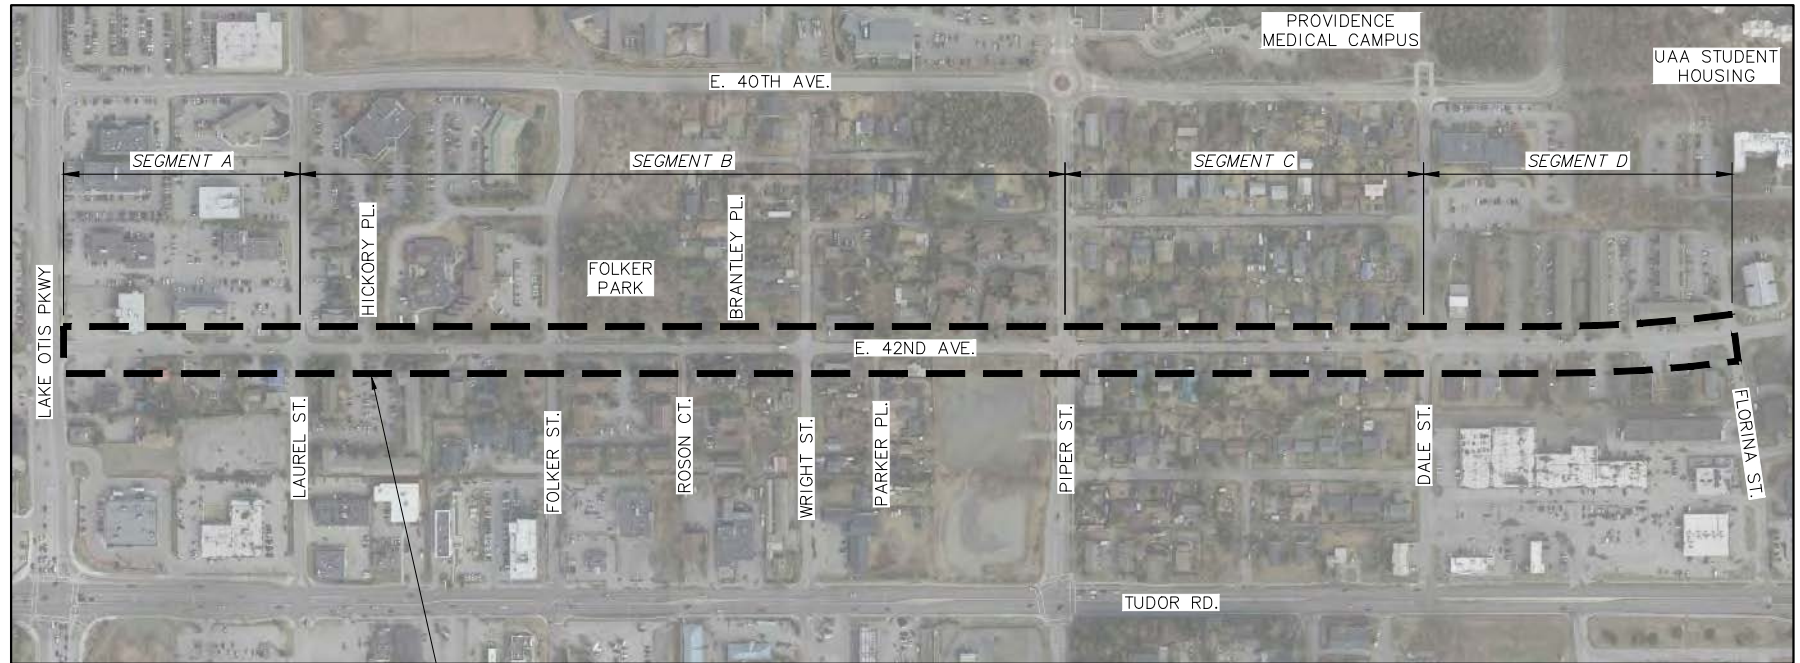 PROVIDENCE
MEDICAL CAMPUS
UAA STUDENT
HOUSING
E. 40TH AVE.
SEGMENT A
SEGMENT B
SEGMENT C
SEGMENT D
HICKORY PL.
BRANTLEY PL.
FOLKER
PARK
LAKE OTIS PKWY
E. 42ND AVE.
LAUREL ST.
FOLKER ST.
ROSON CT.
WRIGHT ST.
PARKER PL.
PIPER ST.
DALE ST.
FLORINA ST.
TUDOR RD.